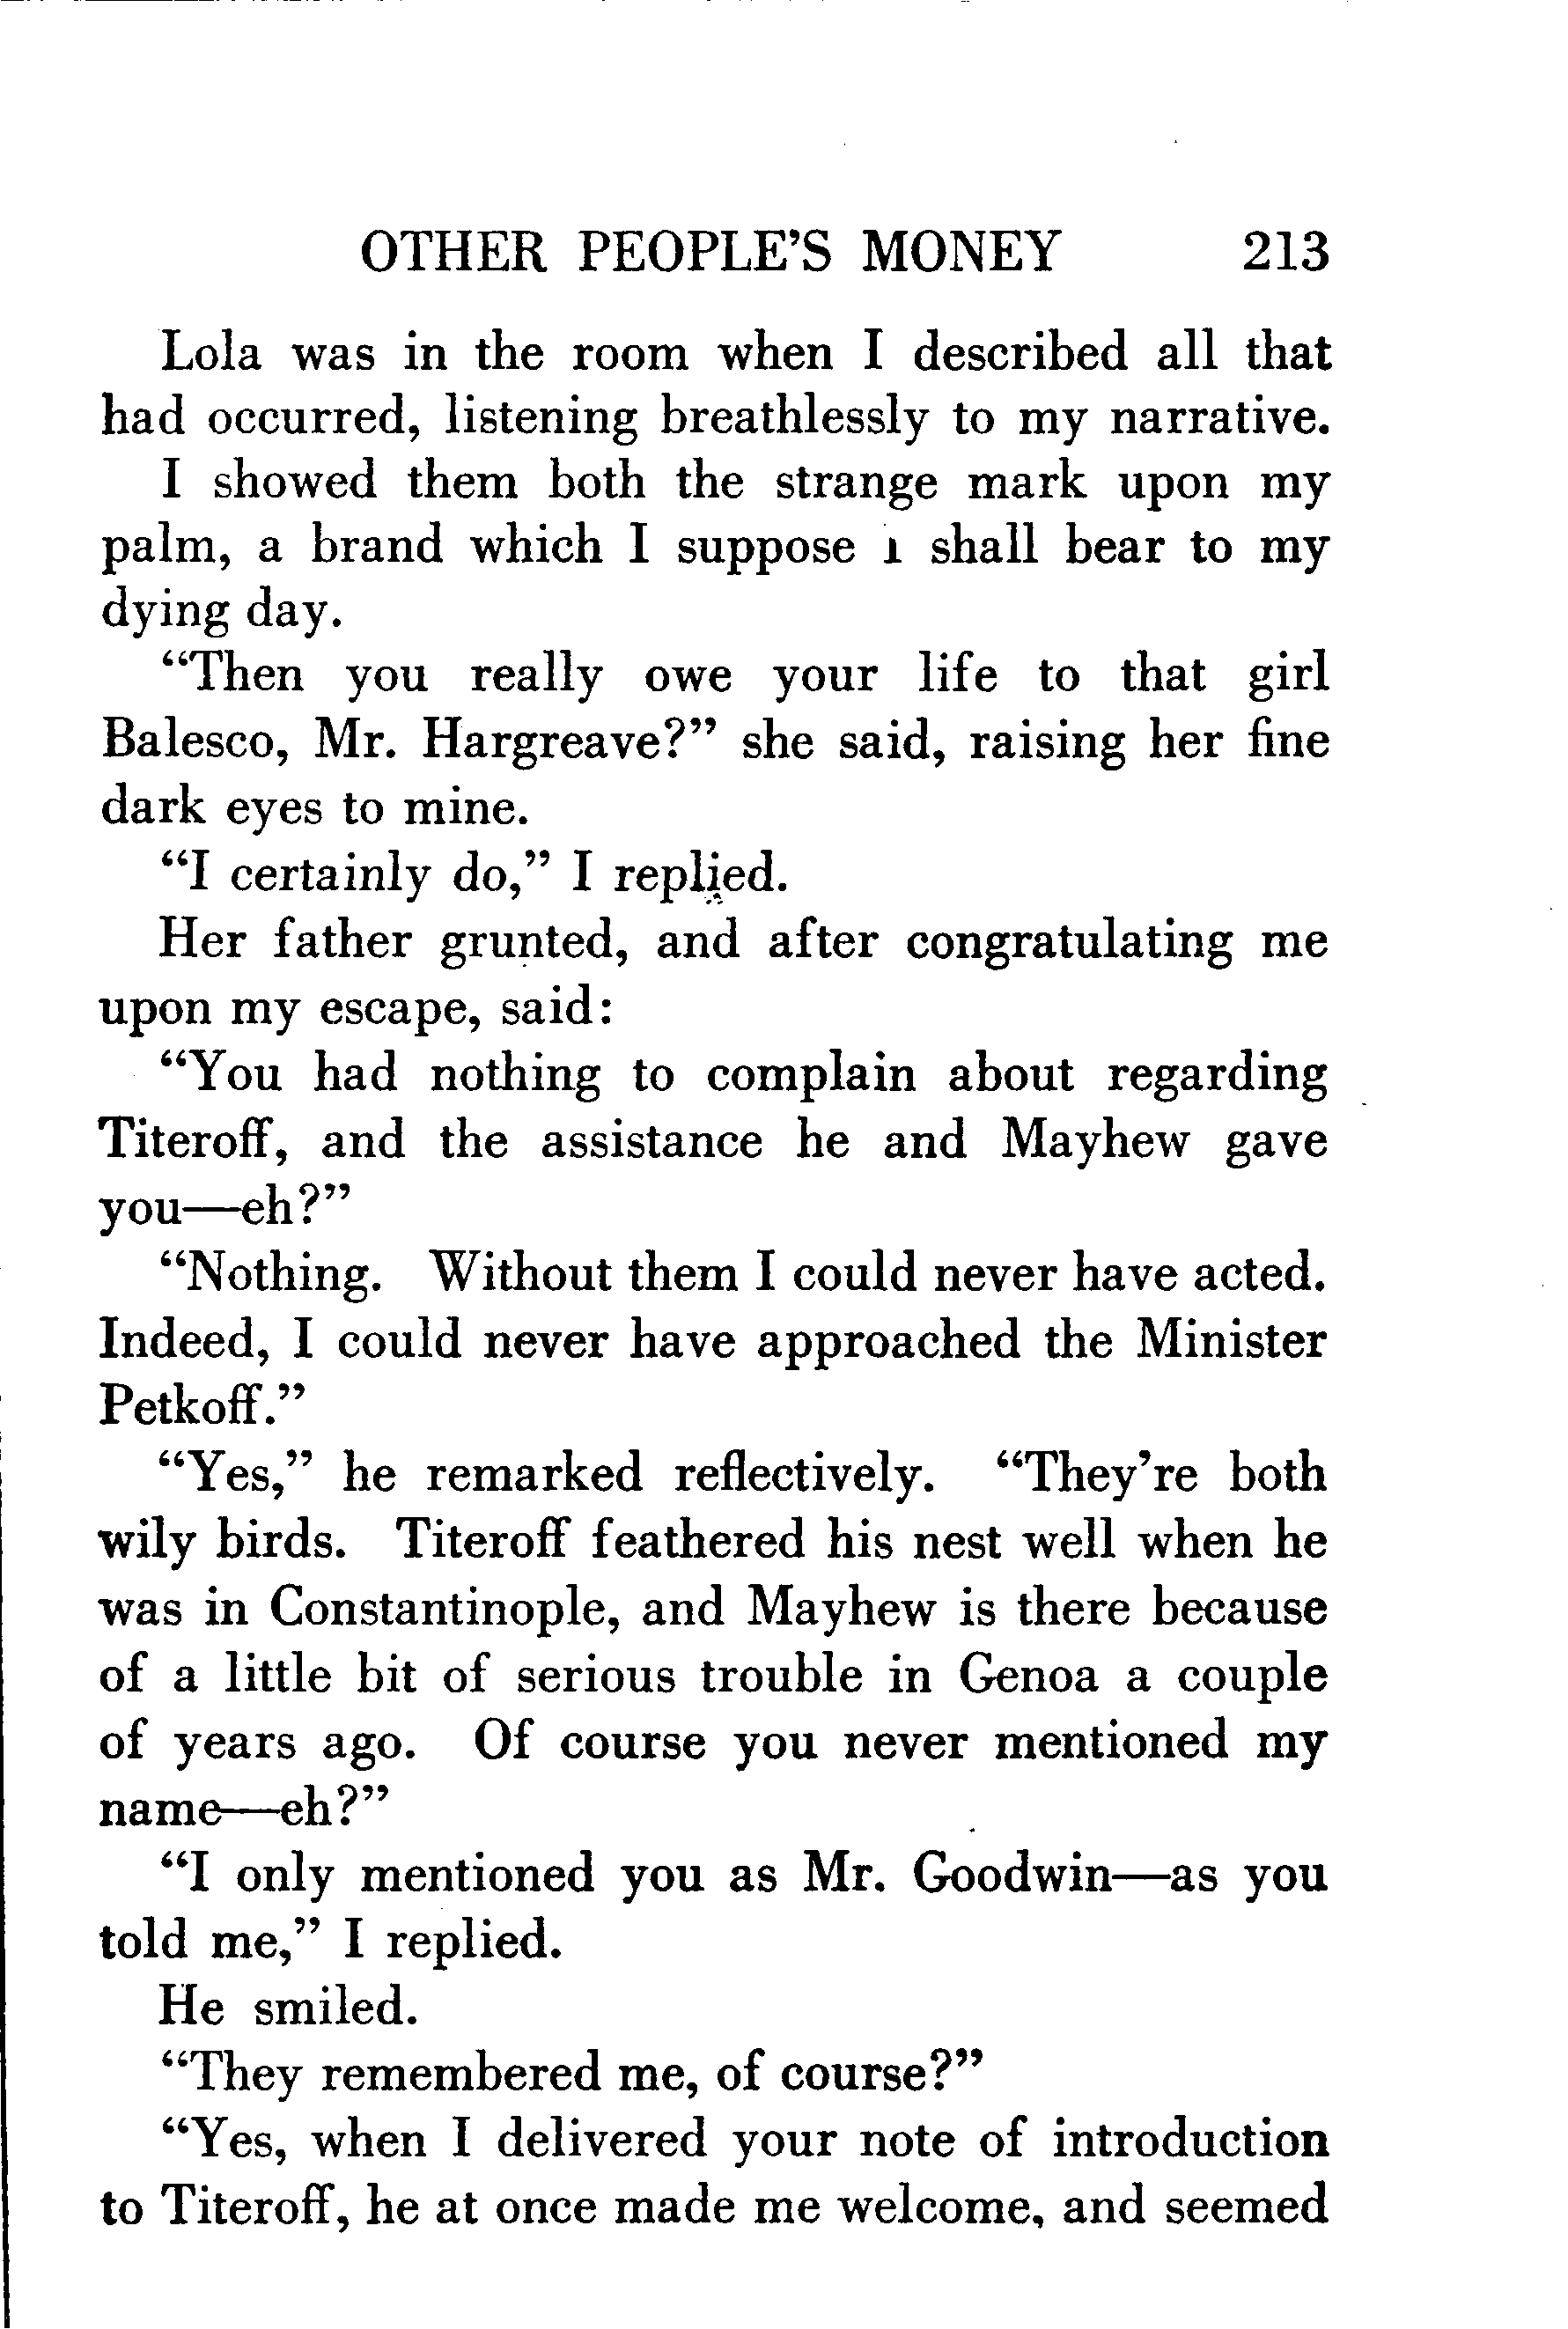 OTHER PEOPLE'S MONEY 213
Lola was in the room when I described all that
had occurred, listening breathlessly to my narrative.
I showed them both the strange mark upon my
palm, a brand which I suppose I shall bear to my
dying day.
“Then you really owe your life to that girl
Balesco, Mr. Hargreave?” she said, raising her fine
dark eyes to mine.
“I certainly do,” I replied.
Her father grunted, and after congratulating me
upon my escape, said:
“You had nothing to complain about regarding
Titeroff, and the assistance he and Mayhew gave
you—eh?”
“Nothing. Without them I could never have acted.
Indeed, I could never have approached the Minister
Petkoff.”
“Yes,” he remarked reflectively. “They're both
wily birds. Titeroff feathered his nest well when he
was in Constantinople, and Mayhew is there because
of a little bit of serious trouble in Genoa a couple
of years ago. Of course you never mentioned my
name—eh?”
“I only mentioned you as Mr. Goodwin—as you
told me,” I replied.
He smiled.
“They remembered me, of course?”
“Yes, when I delivered your note of introduction
to Titeroff, he at once made me welcome, and seemed